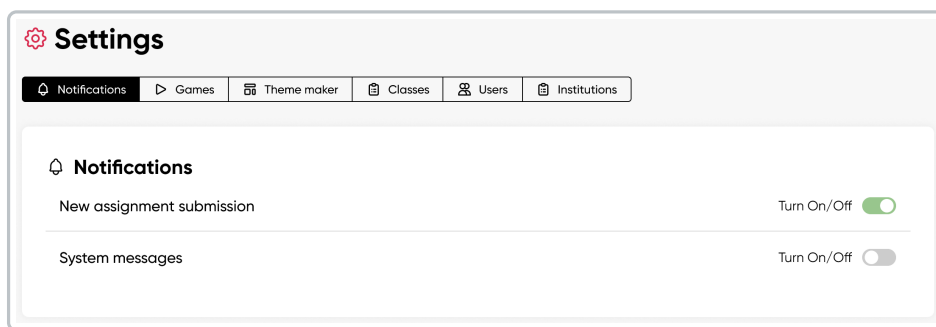 Settings
Notifications Games Theme maker Classes Users Institutions
Notifications
New assignment submission Turn On/Off
System messages Turn On/Off